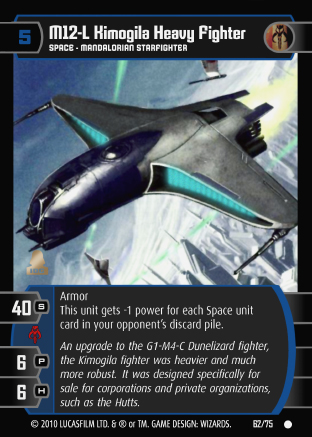 5
M12-L Kimogila Heavy Fighter
SPACE - MANDALORIAN STARFIGHTER
40 S
6 P
6 H
Armor
This unit gets -1 power for each Space unit
card in your opponent's discard pile.
An upgrade to the G1-M4-C Dunelizard fighter,
the Kimogila fighter was heavier and much
more robust. It was designed specifically for
sale for corporations and private organizations,
such as the Hutts.
© 2010 LUCASFILM LTD. & ® or TM. GAME DESIGN: WIZARDS.
62/75